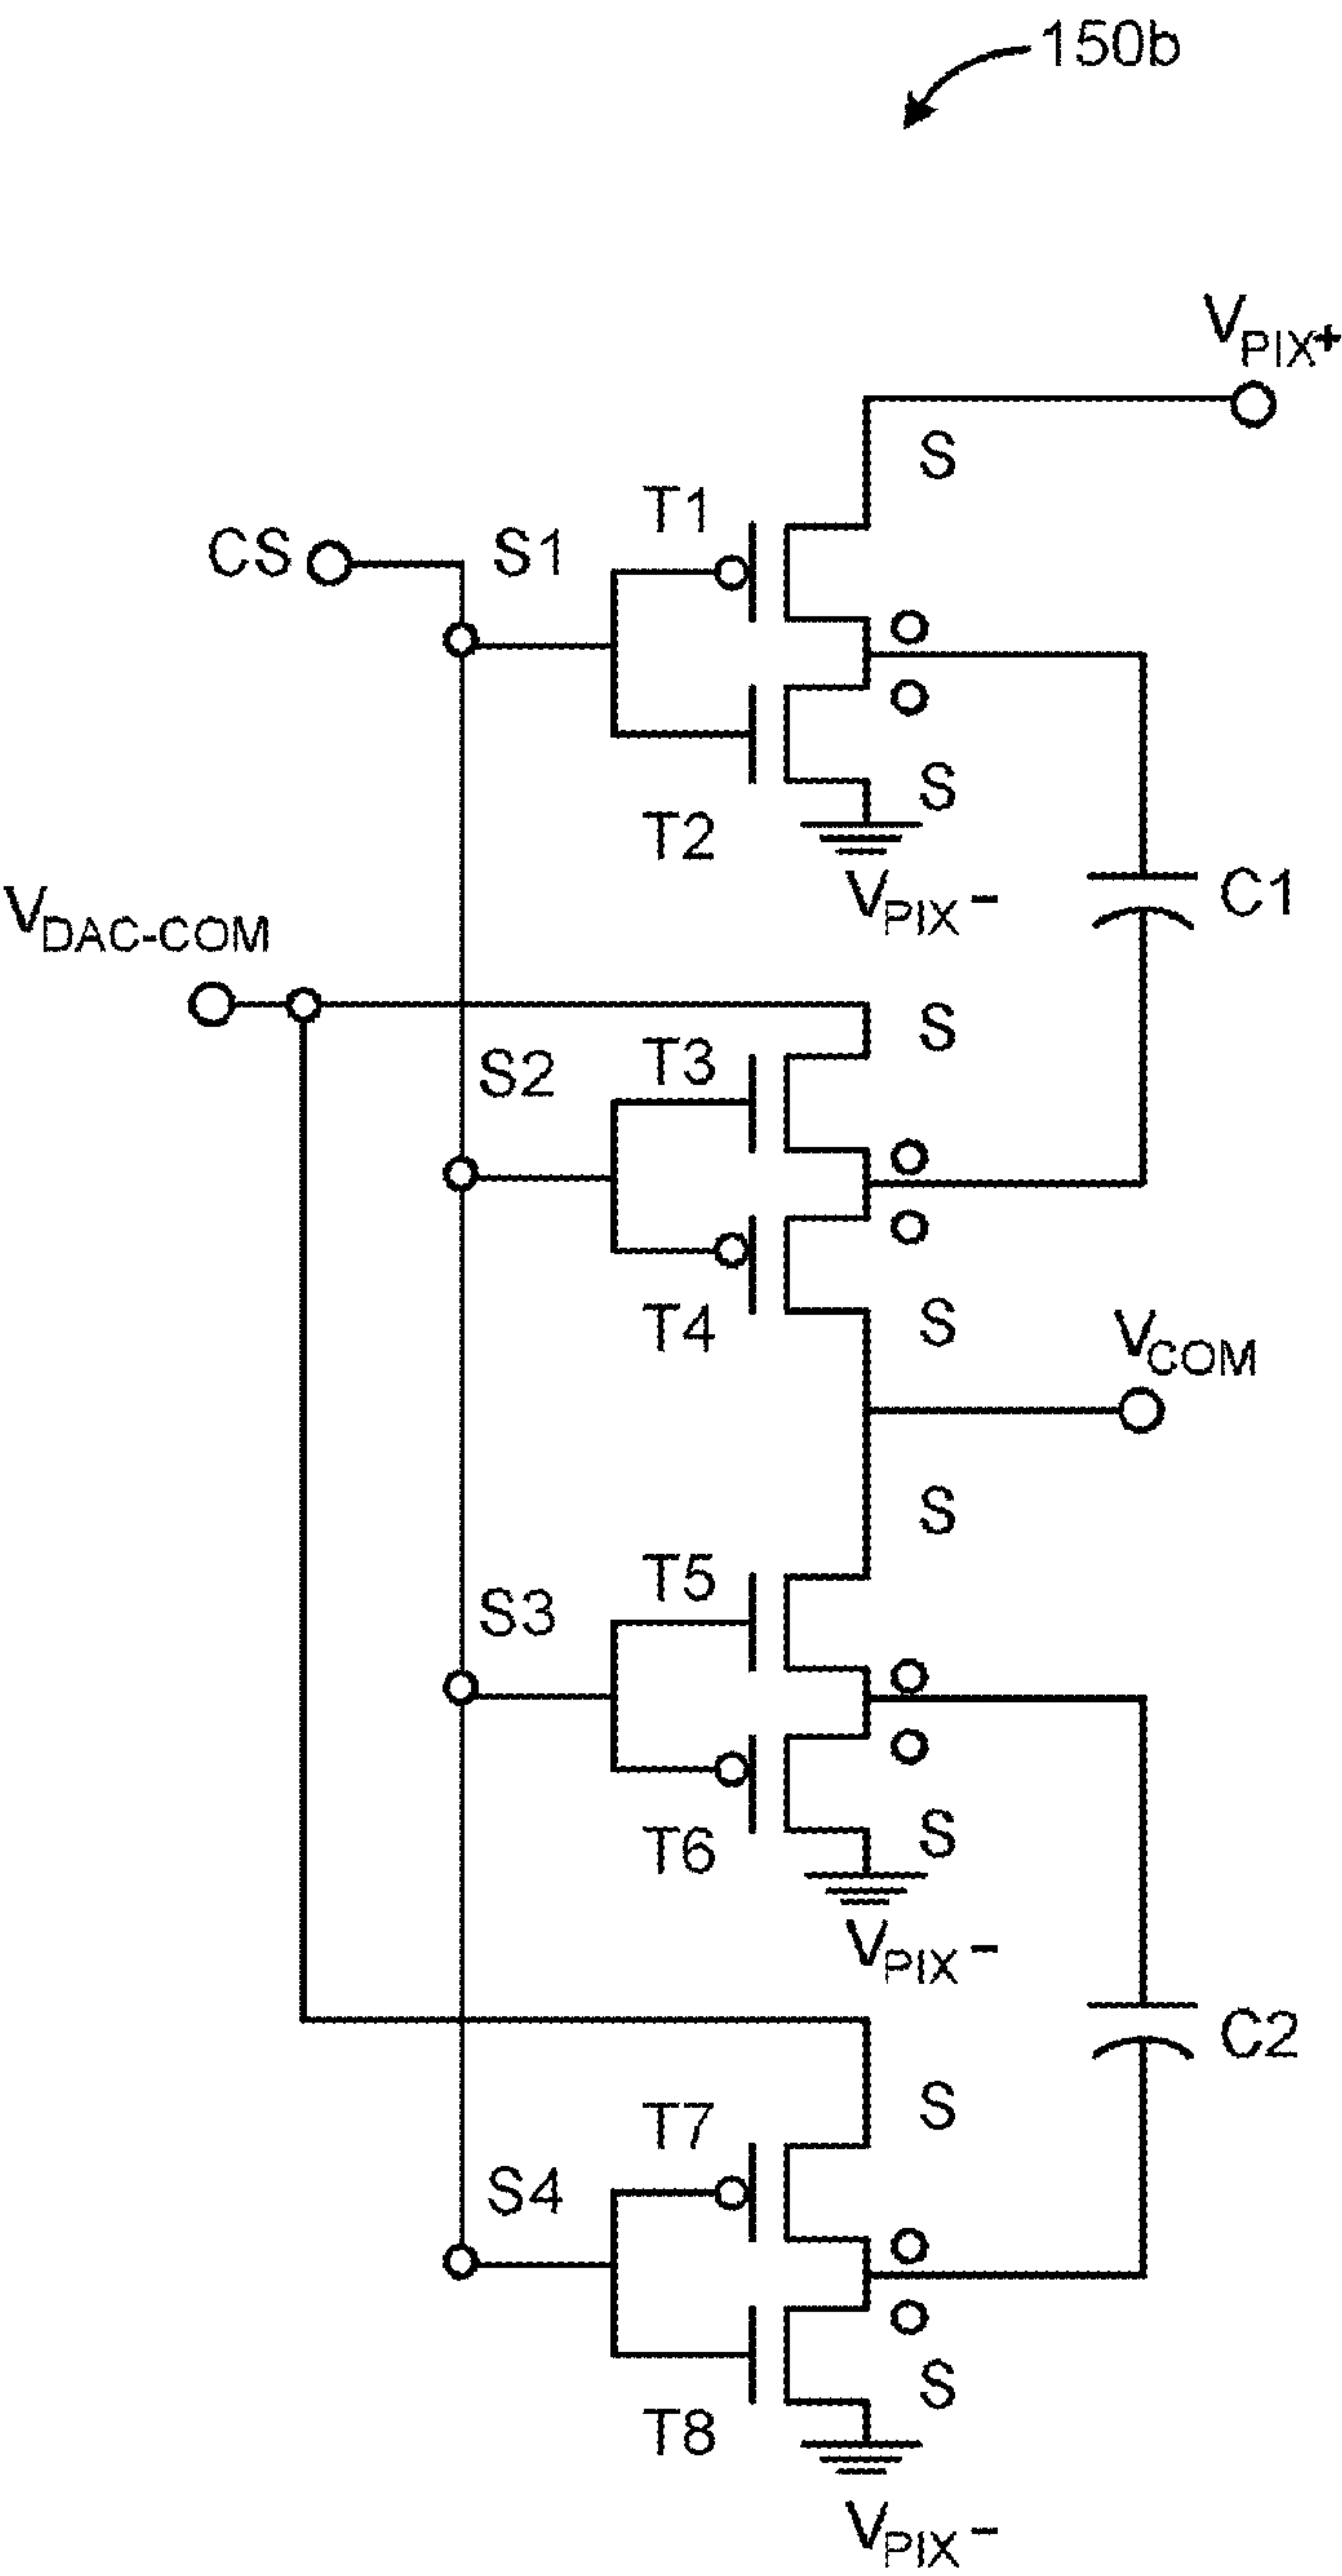 150b
VPIX+
S
T1
CS
S1
S
T2
VPIX-
C1
VDAC-COM
S
T3
S2
T4
S
VCOM
S
T5
S3
S
T6
VPIX-
C2
S
T7
S4
S
T8
VPIX-